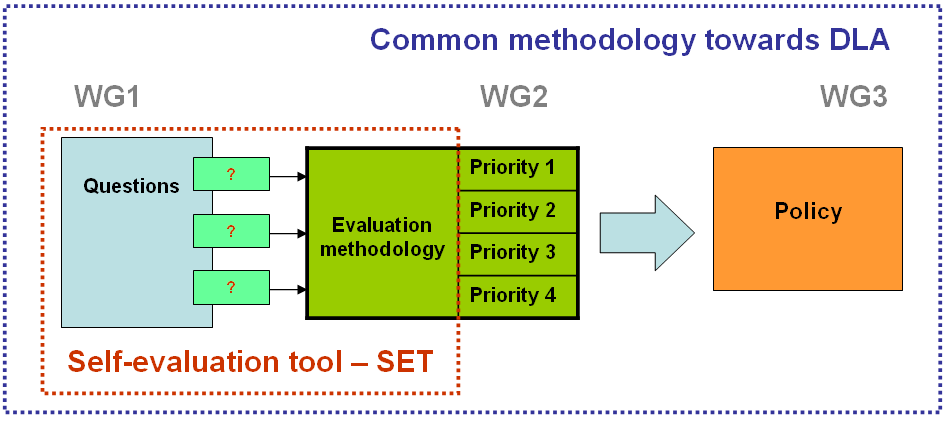 Common methodology towards DLA
WG1
WG2
WG3
Questions
?
?
?
Evaluation
methodology
Priority 1
Priority 2
Priority 3
Priority 4
Policy
Self-evaluation tool – SET